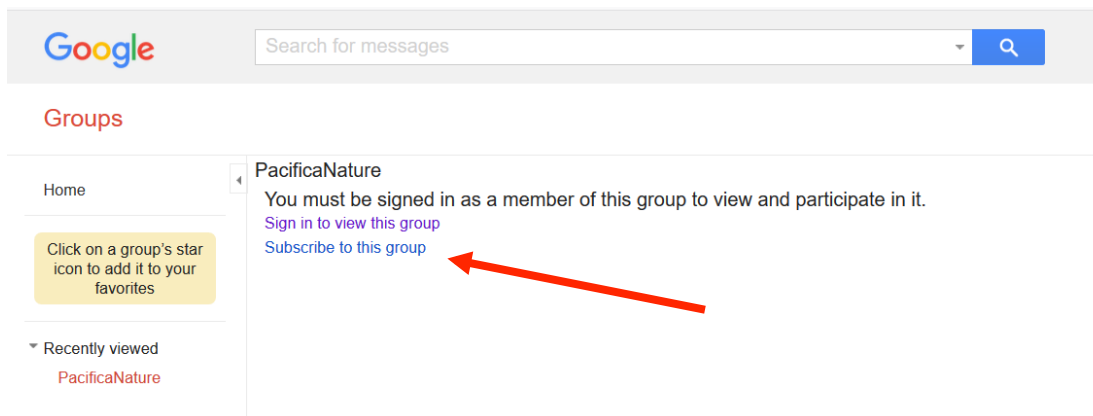 Google
Search for messages
Groups
Home
Click on a group's star
icon to add it to your
favorites
Recently viewed
PacificaNature
PacificaNature
You must be signed in as a member of this group to view and participate in it.
Sign in to view this group
Subscribe to this group